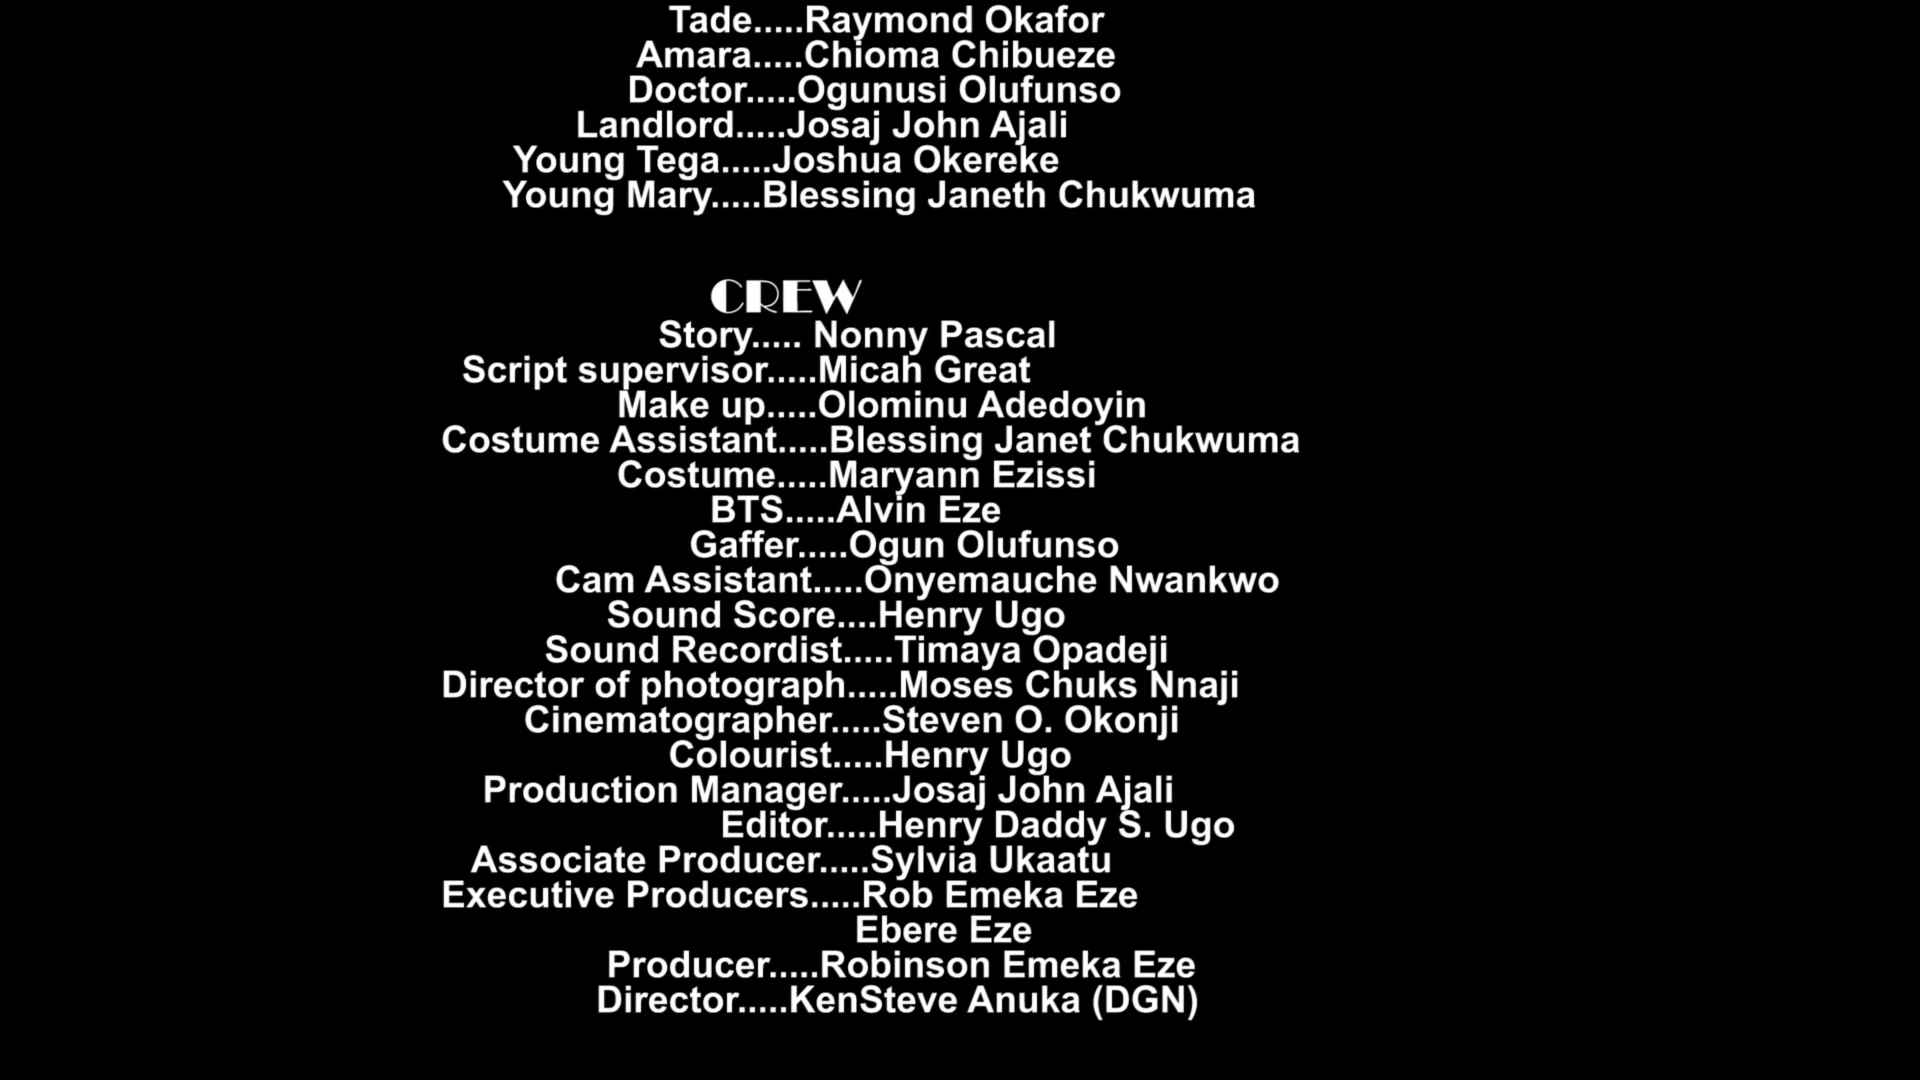 Tade.....Raymond Okafor
Amara.....Chioma Chibueze
Doctor.....Ogunusi Olufunso
Landlord.....Josaj John Ajali
Young Tega.....Joshua Okereke
Young Mary.....Blessing Janeth Chukwuma
CREW
Story..... Nonny Pascal
Script supervisor.....Micah Great
Make up.....Olominu Adedoyin
Costume Assistant.....Blessing Janet Chukwuma
Costume.....Maryann Ezissi
BTS.....Alvin Eze
Gaffer.....Ogun Olufunso
Cam Assistant.....Onyemauche Nwankwo
Sound Score....Henry Ugo
Sound Recordist.....Timaya Opadeji
Director of photograph.....Moses Chuks Nnaji
Cinematographer.....Steven O. Okonji
Colourist.....Henry Ugo
Production Manager.....Josaj John Ajali
Editor.....Henry Daddy S. Ugo
Associate Producer.....Sylvia Ukaatu
Executive Producers.....Rob Emeka Eze
Ebere Eze
Producer.....Robinson Emeka Eze
Director.....KenSteve Anuka (DGN)